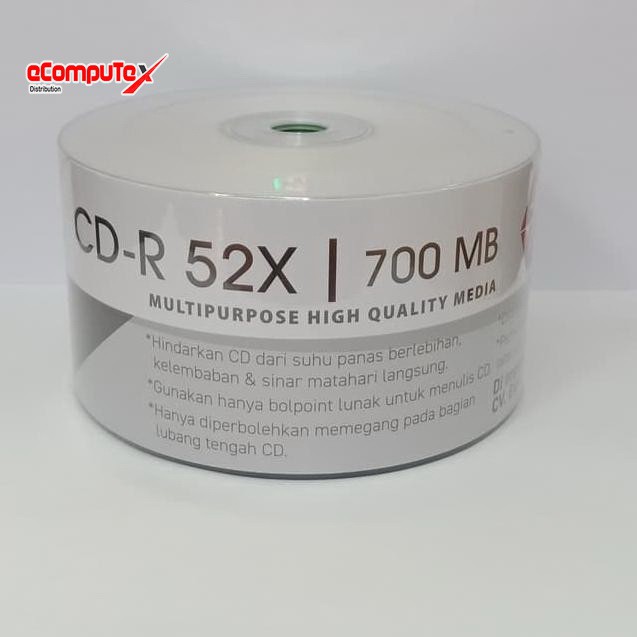 eComputeX
Distribution
CD-R 52X | 700 MB
MULTIPURPOSE HIGH QUALITY MEDIA
*Hindarkan CD dari suhu panas berlebihan,
kelembaban & sinar matahari langsung.
*Gunakan hanya bolpoint lunak untuk menulis CD
*Hanya diperbolehkan memegang pada bagian
lubang tengah CD.
CV.